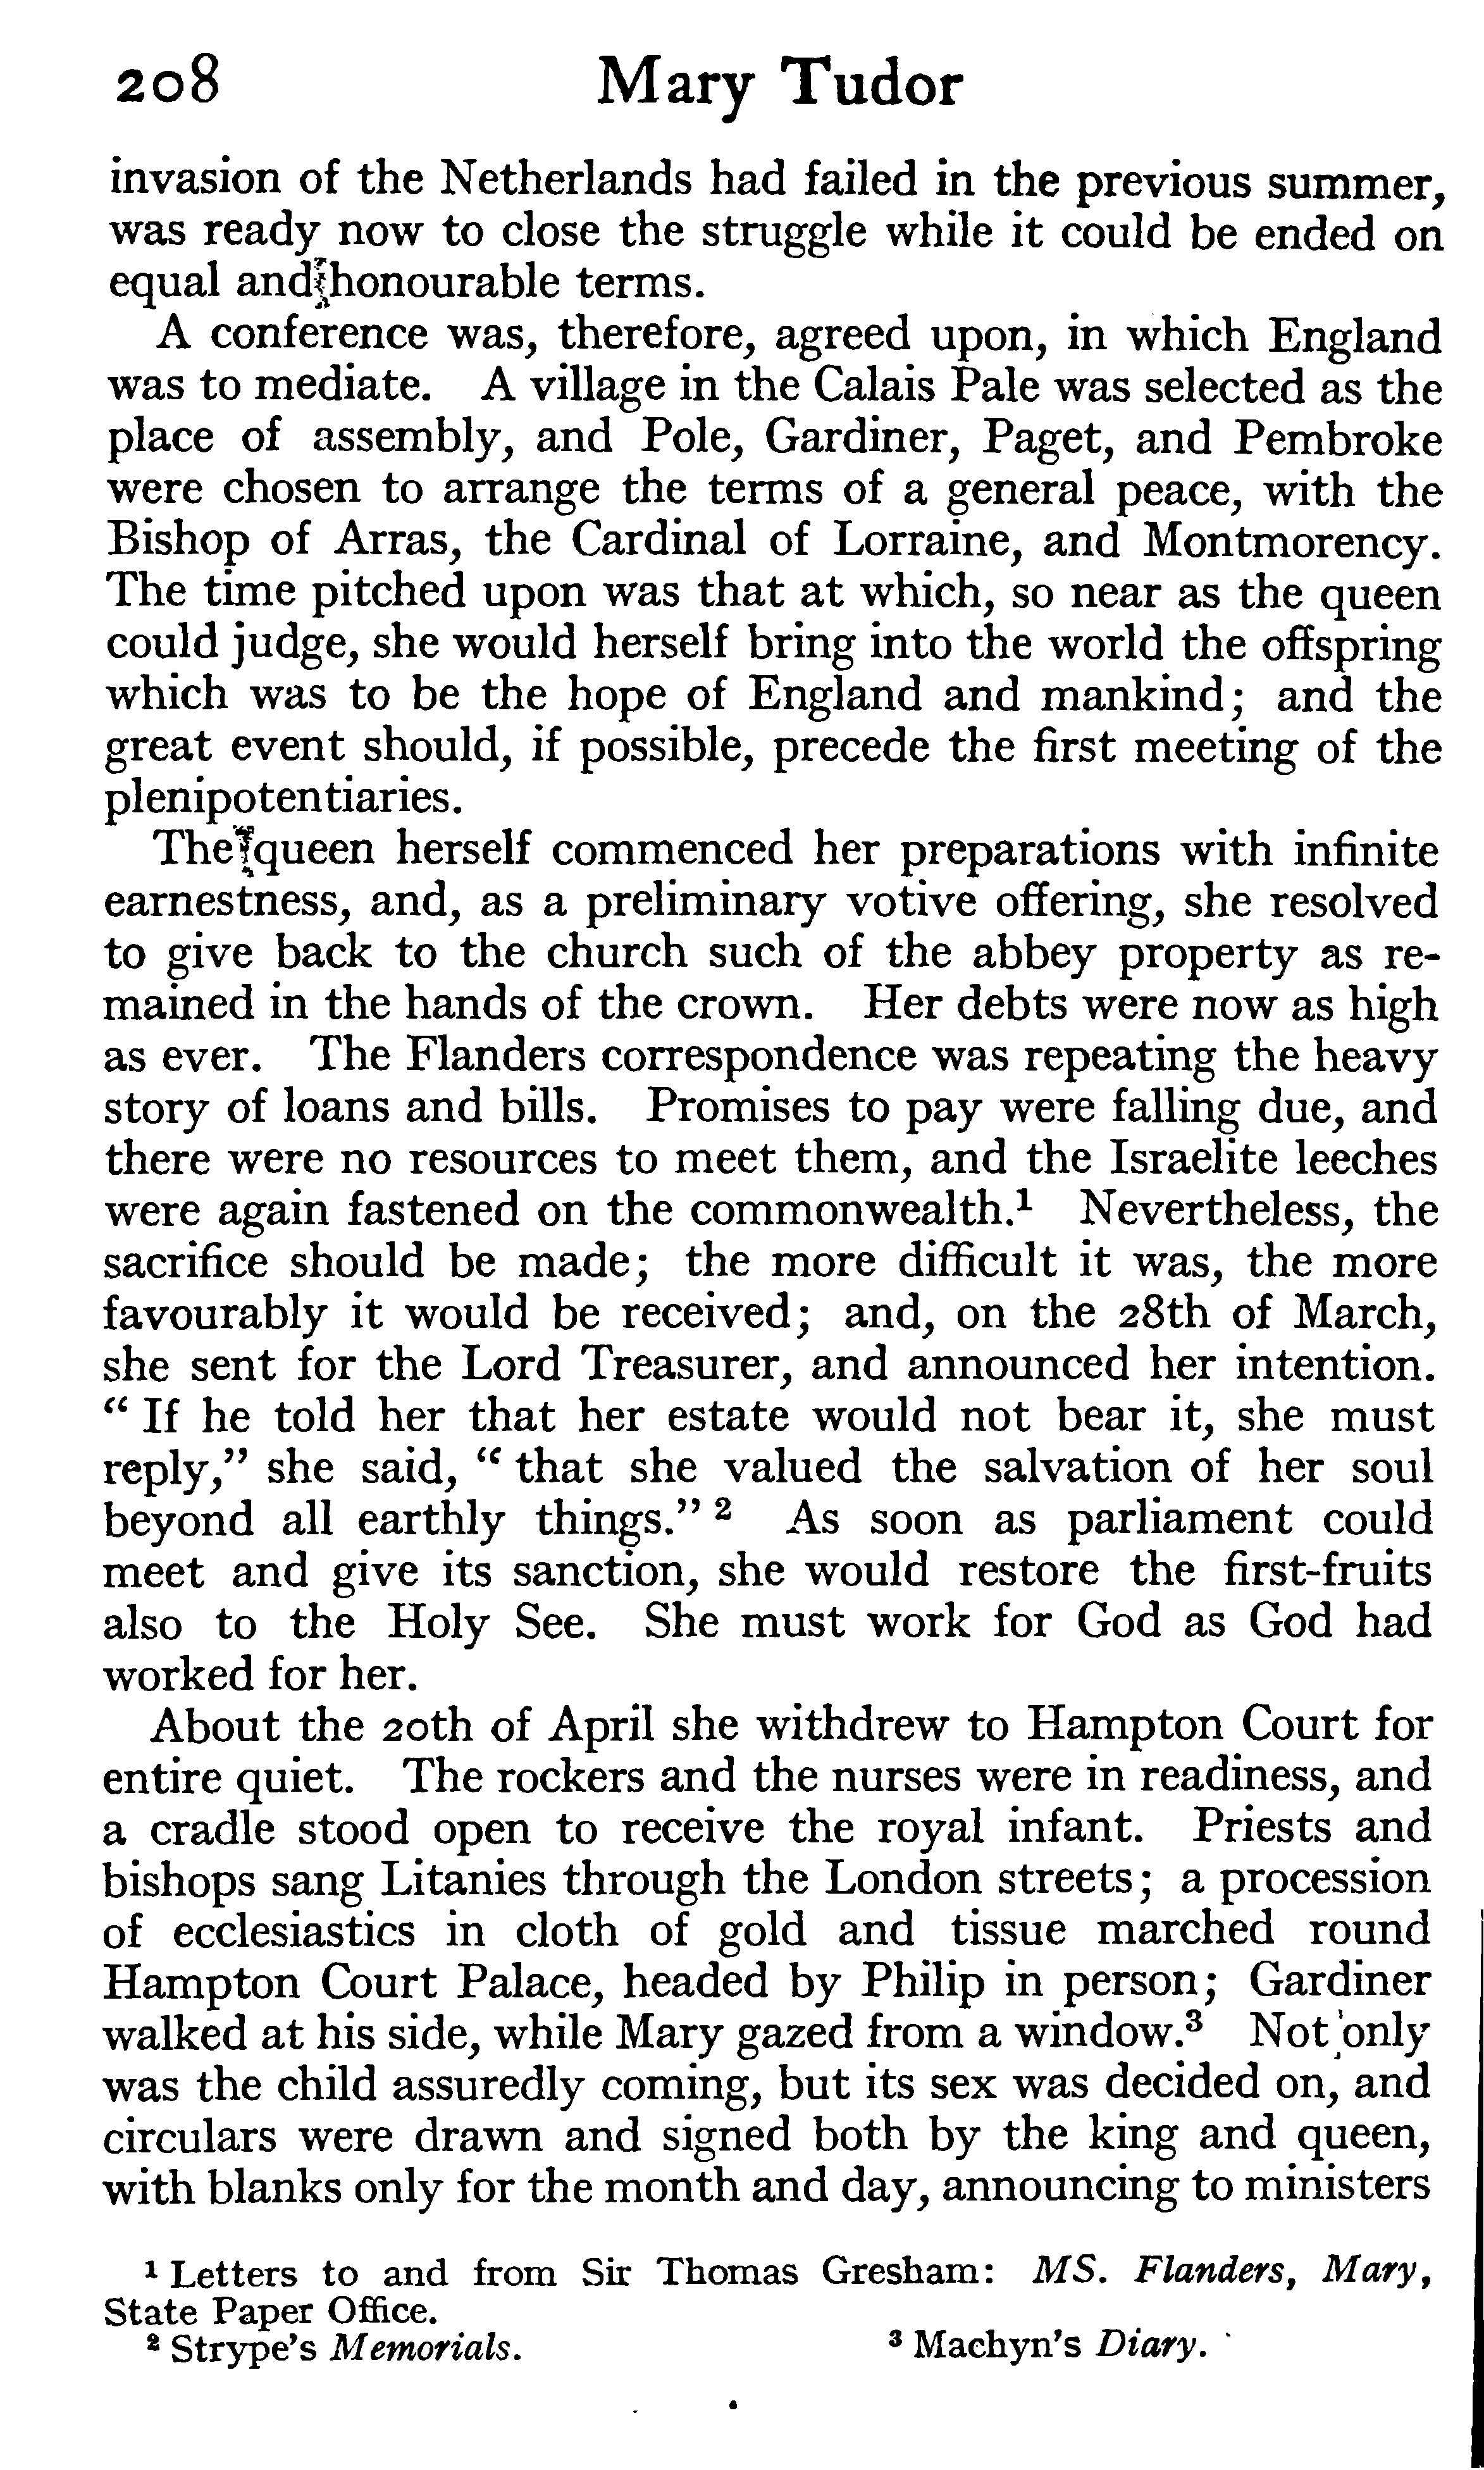 208 Mary Tudor
invasion of the Netherlands had failed in the previous summer,
was ready now to close the struggle while it could be ended on
equal and honourable terms.
A conference was, therefore, agreed upon, in which England
was to mediate. A village in the Calais Pale was selected as the
place of assembly, and Pole, Gardiner, Paget, and Pembroke
were chosen to arrange the terms of a general peace, with the
Bishop of Arras, the Cardinal of Lorraine, and Montmorency.
The time pitched upon was that at which, so near as the queen
could judge, she would herself bring into the world the offspring
which was to be the hope of England and mankind; and the
great event should, if possible, precede the first meeting of the
plenipotentiaries.
The queen herself commenced her preparations with infinite
earnestness, and, as a preliminary votive offering, she resolved
to give back to the church such of the abbey property as re-
mained in the hands of the crown. Her debts were now as high
as ever. The Flanders correspondence was repeating the heavy
story of loans and bills. Promises to pay were falling due, and
there were no resources to meet them, and the Israelite leeches
were again fastened on the commonwealth.¹ Nevertheless, the
sacrifice should be made; the more difficult it was, the more
favourably it would be received; and, on the 28th of March,
she sent for the Lord Treasurer, and announced her intention.
“ If he told her that her estate would not bear it, she must
reply,” she said, “ that she valued the salvation of her soul
beyond all earthly things.” ² As soon as parliament could
meet and give its sanction, she would restore the first-fruits
also to the Holy See. She must work for God as God had
worked for her.
About the 20th of April she withdrew to Hampton Court for
entire quiet. The rockers and the nurses were in readiness, and
a cradle stood open to receive the royal infant. Priests and
bishops sang Litanies through the London streets; a procession
of ecclesiastics in cloth of gold and tissue marched round
Hampton Court Palace, headed by Philip in person; Gardiner
walked at his side, while Mary gazed from a window.³ Not only
was the child assuredly coming, but its sex was decided on, and
circulars were drawn and signed both by the king and queen,
with blanks only for the month and day, announcing to ministers
¹ Letters to and from Sir Thomas Gresham: MS. Flanders, Mary,
State Paper Office.
² Strype’s Memorials. ³ Machyn’s Diary.